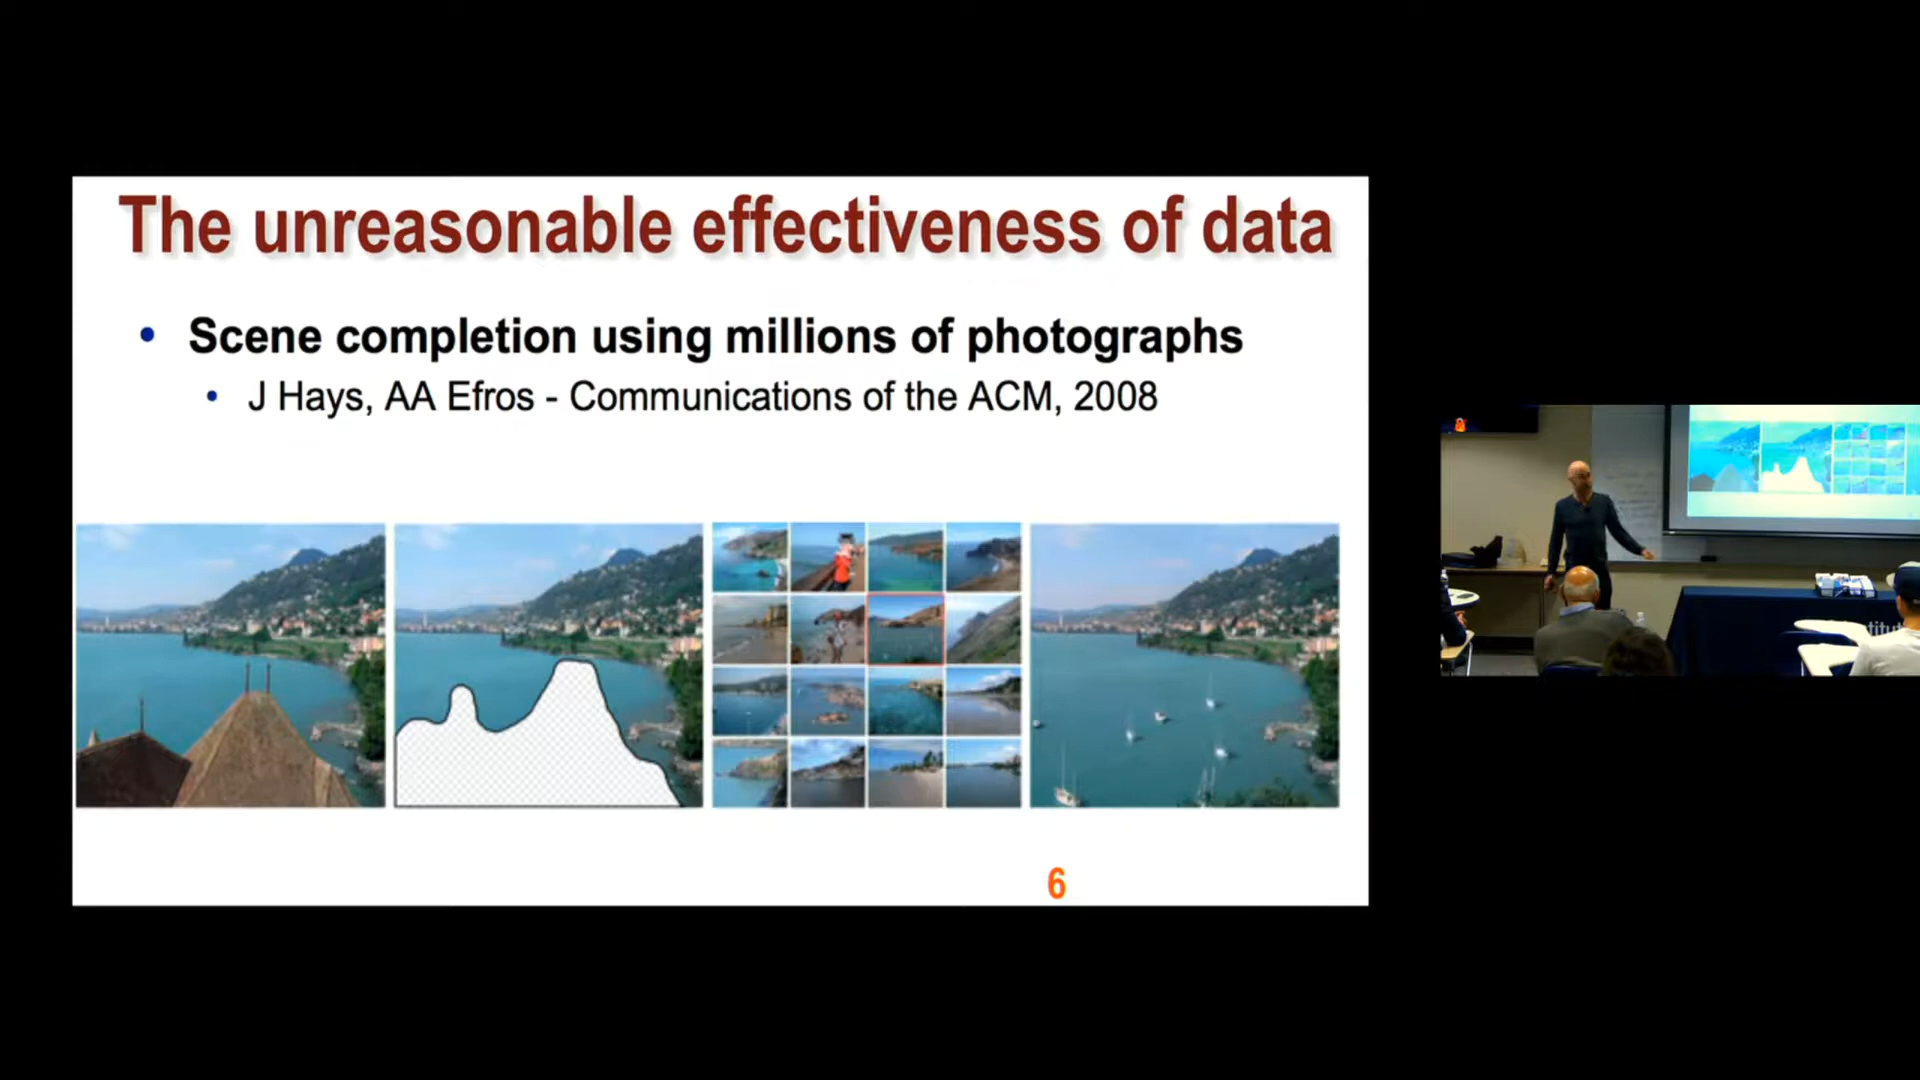 The unreasonable effectiveness of data
• Scene completion using millions of photographs
• J Hays, AA Efros - Communications of the ACM, 2008
6